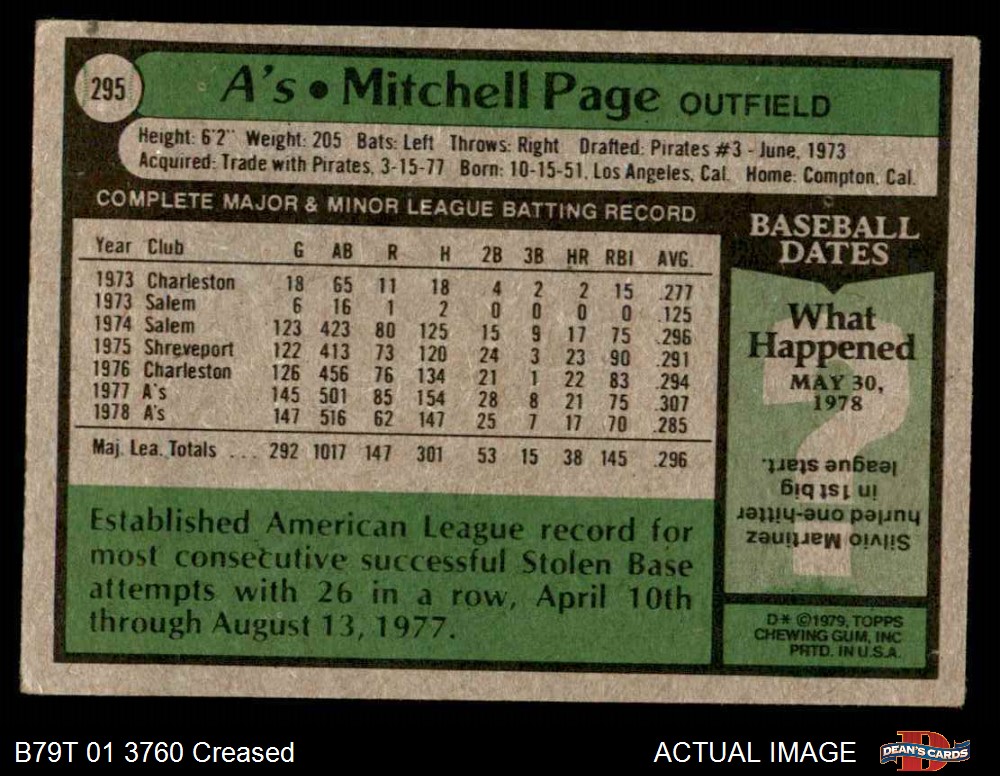 295
A's • Mitchell Page OUTFIELD
Height: 6'2" Weight: 205 Bats: Left Throws: Right Drafted: Pirates #3 - June, 1973
Acquired: Trade with Pirates, 3-15-77 Born: 10-15-51, Los Angeles, Cal. Home: Compton, Cal.
COMPLETE MAJOR & MINOR LEAGUE BATTING RECORD
Year Club G AB R H 2B 3B HR RBI AVG.
1973 Charleston 18 65 11 18 4 2 2 15 .277
1973 Salem 6 16 1 2 0 0 0 0 .125
1974 Salem 123 423 80 125 15 9 17 75 .296
1975 Shreveport 122 413 73 120 24 3 23 90 .291
1976 Charleston 126 456 76 134 21 1 22 83 .294
1977 A's 145 501 85 154 28 8 21 75 .307
1978 A's 147 516 62 147 25 7 17 70 .285
Maj. Lea. Totals ... 292 1017 147 301 53 15 38 145 .296
Established American League record for
most consecutive successful Stolen Base
attempts with 26 in a row, April 10th
through August 13, 1977.
BASEBALL
DATES
What
Happened
MAY 30,
1978
?
Silvio Martinez
hurled one-hitter
in 1st big
league start.
D* ©1979, TOPPS
CHEWING GUM, INC
PRTD. IN U.S.A.
B79T 01 3760 Creased
ACTUAL IMAGE
D
DEAN'S CARDS